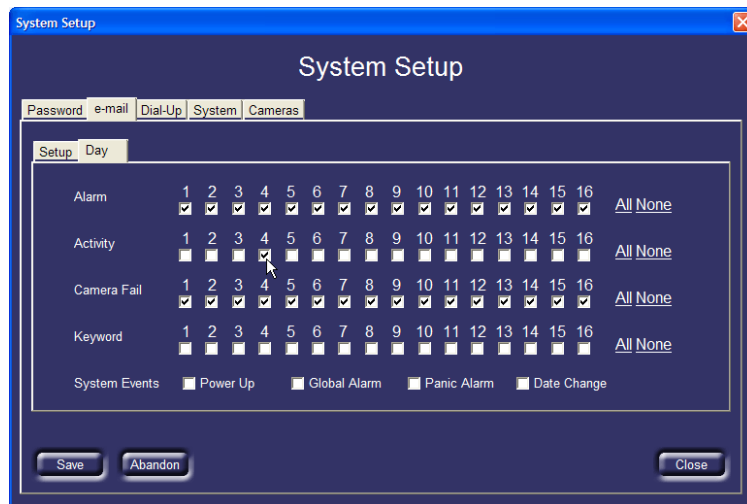 System Setup
System Setup
Password e-mail Dial-Up System Cameras
Setup Day
Alarm 1 2 3 4 5 6 7 8 9 10 11 12 13 14 15 16 All None
Activity 1 2 3 4 5 6 7 8 9 10 11 12 13 14 15 16 All None
Camera Fail 1 2 3 4 5 6 7 8 9 10 11 12 13 14 15 16 All None
Keyword 1 2 3 4 5 6 7 8 9 10 11 12 13 14 15 16 All None
System Events Power Up Global Alarm Panic Alarm Date Change
Save Abandon Close